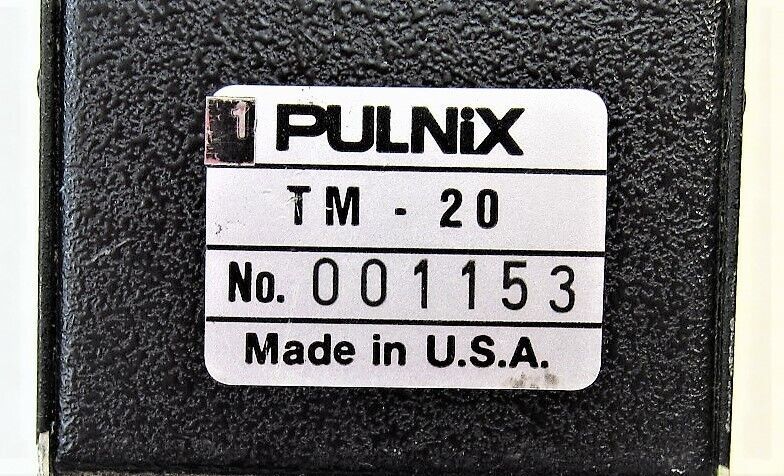 1 PULNiX
TM - 20
No. 001153
Made in U.S.A.